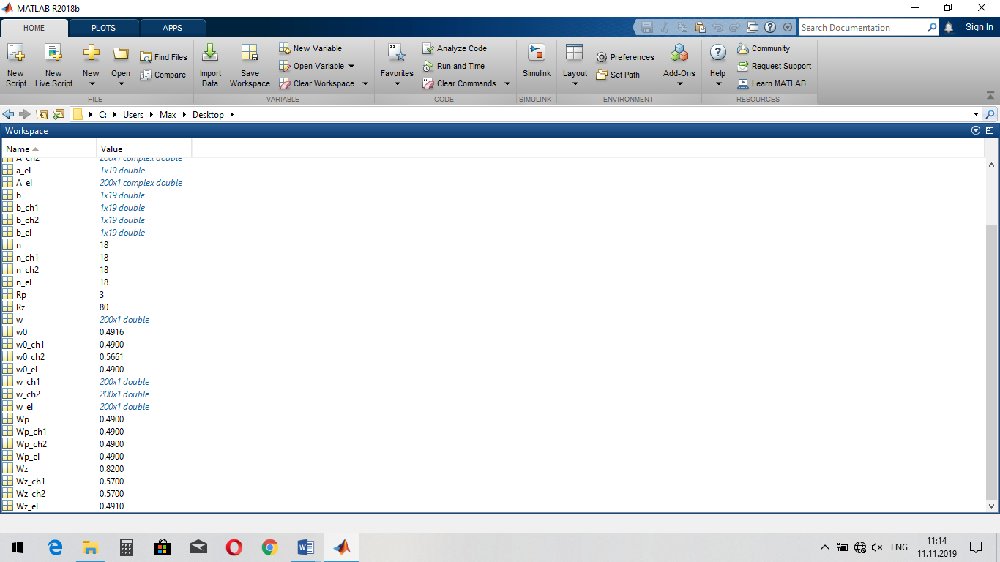 MATLAB R2018b
HOME PLOTS APPS Search Documentation Sign In
New Script
New Live Script
New
Open
Find Files
Compare
Import Data
Save Workspace
New Variable
Open Variable
Clear Workspace
Favorites
Analyze Code
Run and Time
Clear Commands
Simulink
Layout
Preferences
Set Path
Add-Ons
Help
Community
Request Support
Learn MATLAB
FILE VARIABLE CODE SIMULINK ENVIRONMENT RESOURCES
C: Users Max Desktop
Workspace
Name Value
A_ch2 200x1 complex double
a_el 1x19 double
A_el 200x1 complex double
b 1x19 double
b_ch1 1x19 double
b_ch2 1x19 double
b_el 1x19 double
n 18
n_ch1 18
n_ch2 18
n_el 18
Rp 3
Rz 80
w 200x1 double
w0 0.4916
w0_ch1 0.4900
w0_ch2 0.5661
w0_el 0.4900
w_ch1 200x1 double
w_ch2 200x1 double
w_el 200x1 double
Wp 0.4900
Wp_ch1 0.4900
Wp_ch2 0.4900
Wp_el 0.4900
Wz 0.8200
Wz_ch1 0.5700
Wz_ch2 0.5700
Wz_el 0.4910
ENG
11:14
11.11.2019